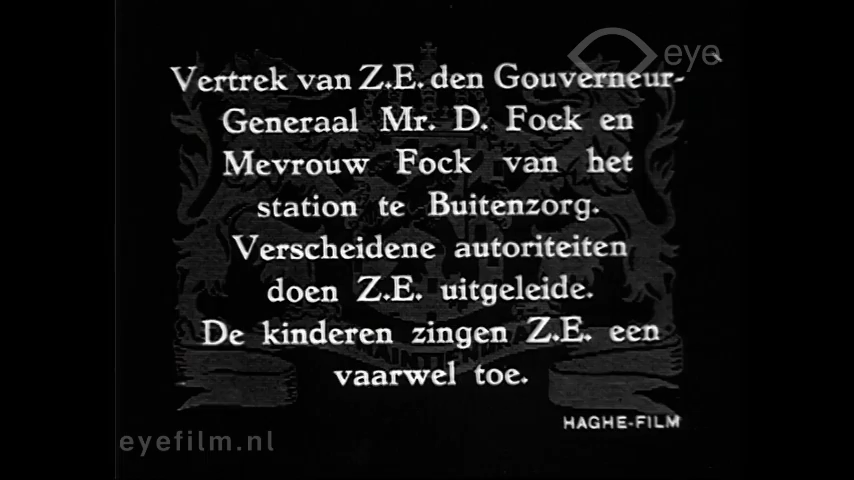 eye
Vertrek van Z.E. den Gouverneur-
Generaal Mr. D. Fock en
Mevrouw Fock van het
station te Buitenzorg.
Verscheidene autoriteiten
doen Z.E. uitgeleide.
De kinderen zingen Z.E. een
vaarwel toe.
HAGHE-FILM
eyefilm.nl